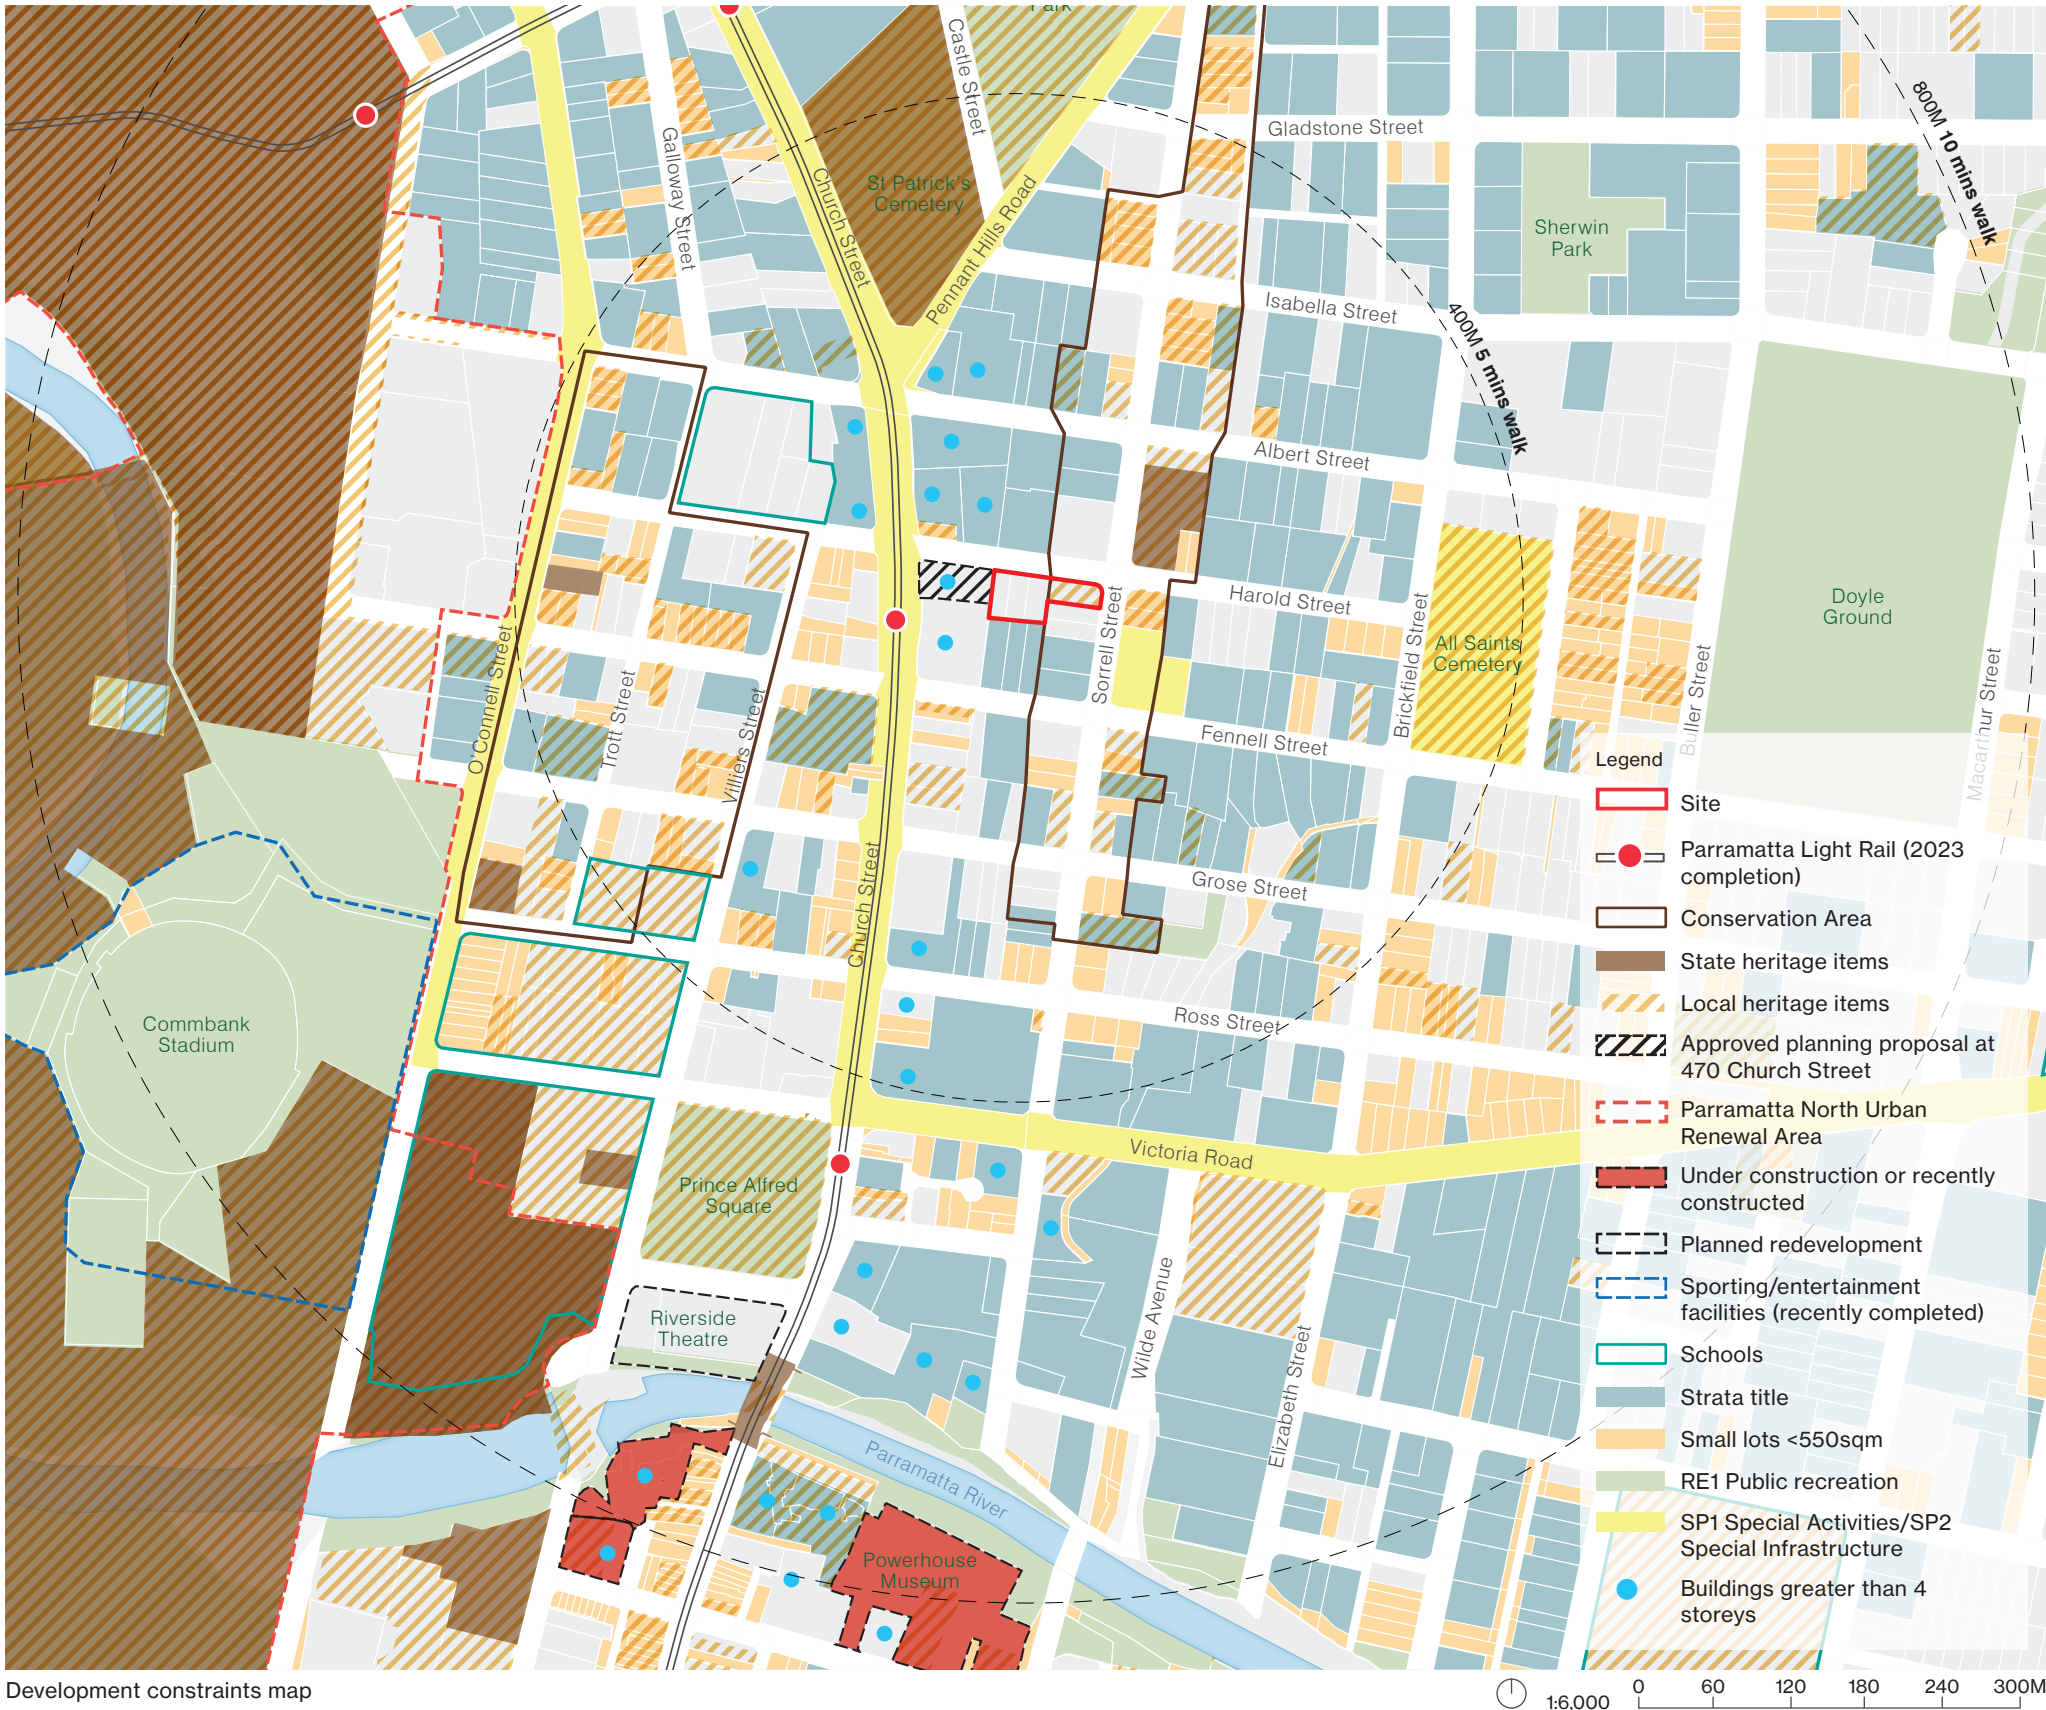 Park
Castle Street
Gladstone Street
800M 10 mins walk
Galloway Street
Church Street
St Patrick's
Cemetery
Pennant Hills Road
Sherwin
Park
Isabella Street
400M 5 mins walk
Albert Street
Harold Street
Doyle
Ground
All Saints
Cemetery
Sorrell Street
Brickfield Street
Buller Street
Macarthur Street
O'Connell Street
Trott Street
Villiers Street
Fennell Street
Church Street
Grose Street
Ross Street
Commbank
Stadium
Victoria Road
Prince Alfred
Square
Riverside
Theatre
Wilde Avenue
Elizabeth Street
Parramatta River
Powerhouse
Museum
Legend
Site
Parramatta Light Rail (2023
completion)
Conservation Area
State heritage items
Local heritage items
Approved planning proposal at
470 Church Street
Parramatta North Urban
Renewal Area
Under construction or recently
constructed
Planned redevelopment
Sporting/entertainment
facilities (recently completed)
Schools
Strata title
Small lots <550sqm
RE1 Public recreation
SP1 Special Activities/SP2
Special Infrastructure
Buildings greater than 4
storeys
Development constraints map
1:6,000
0 60 120 180 240 300M